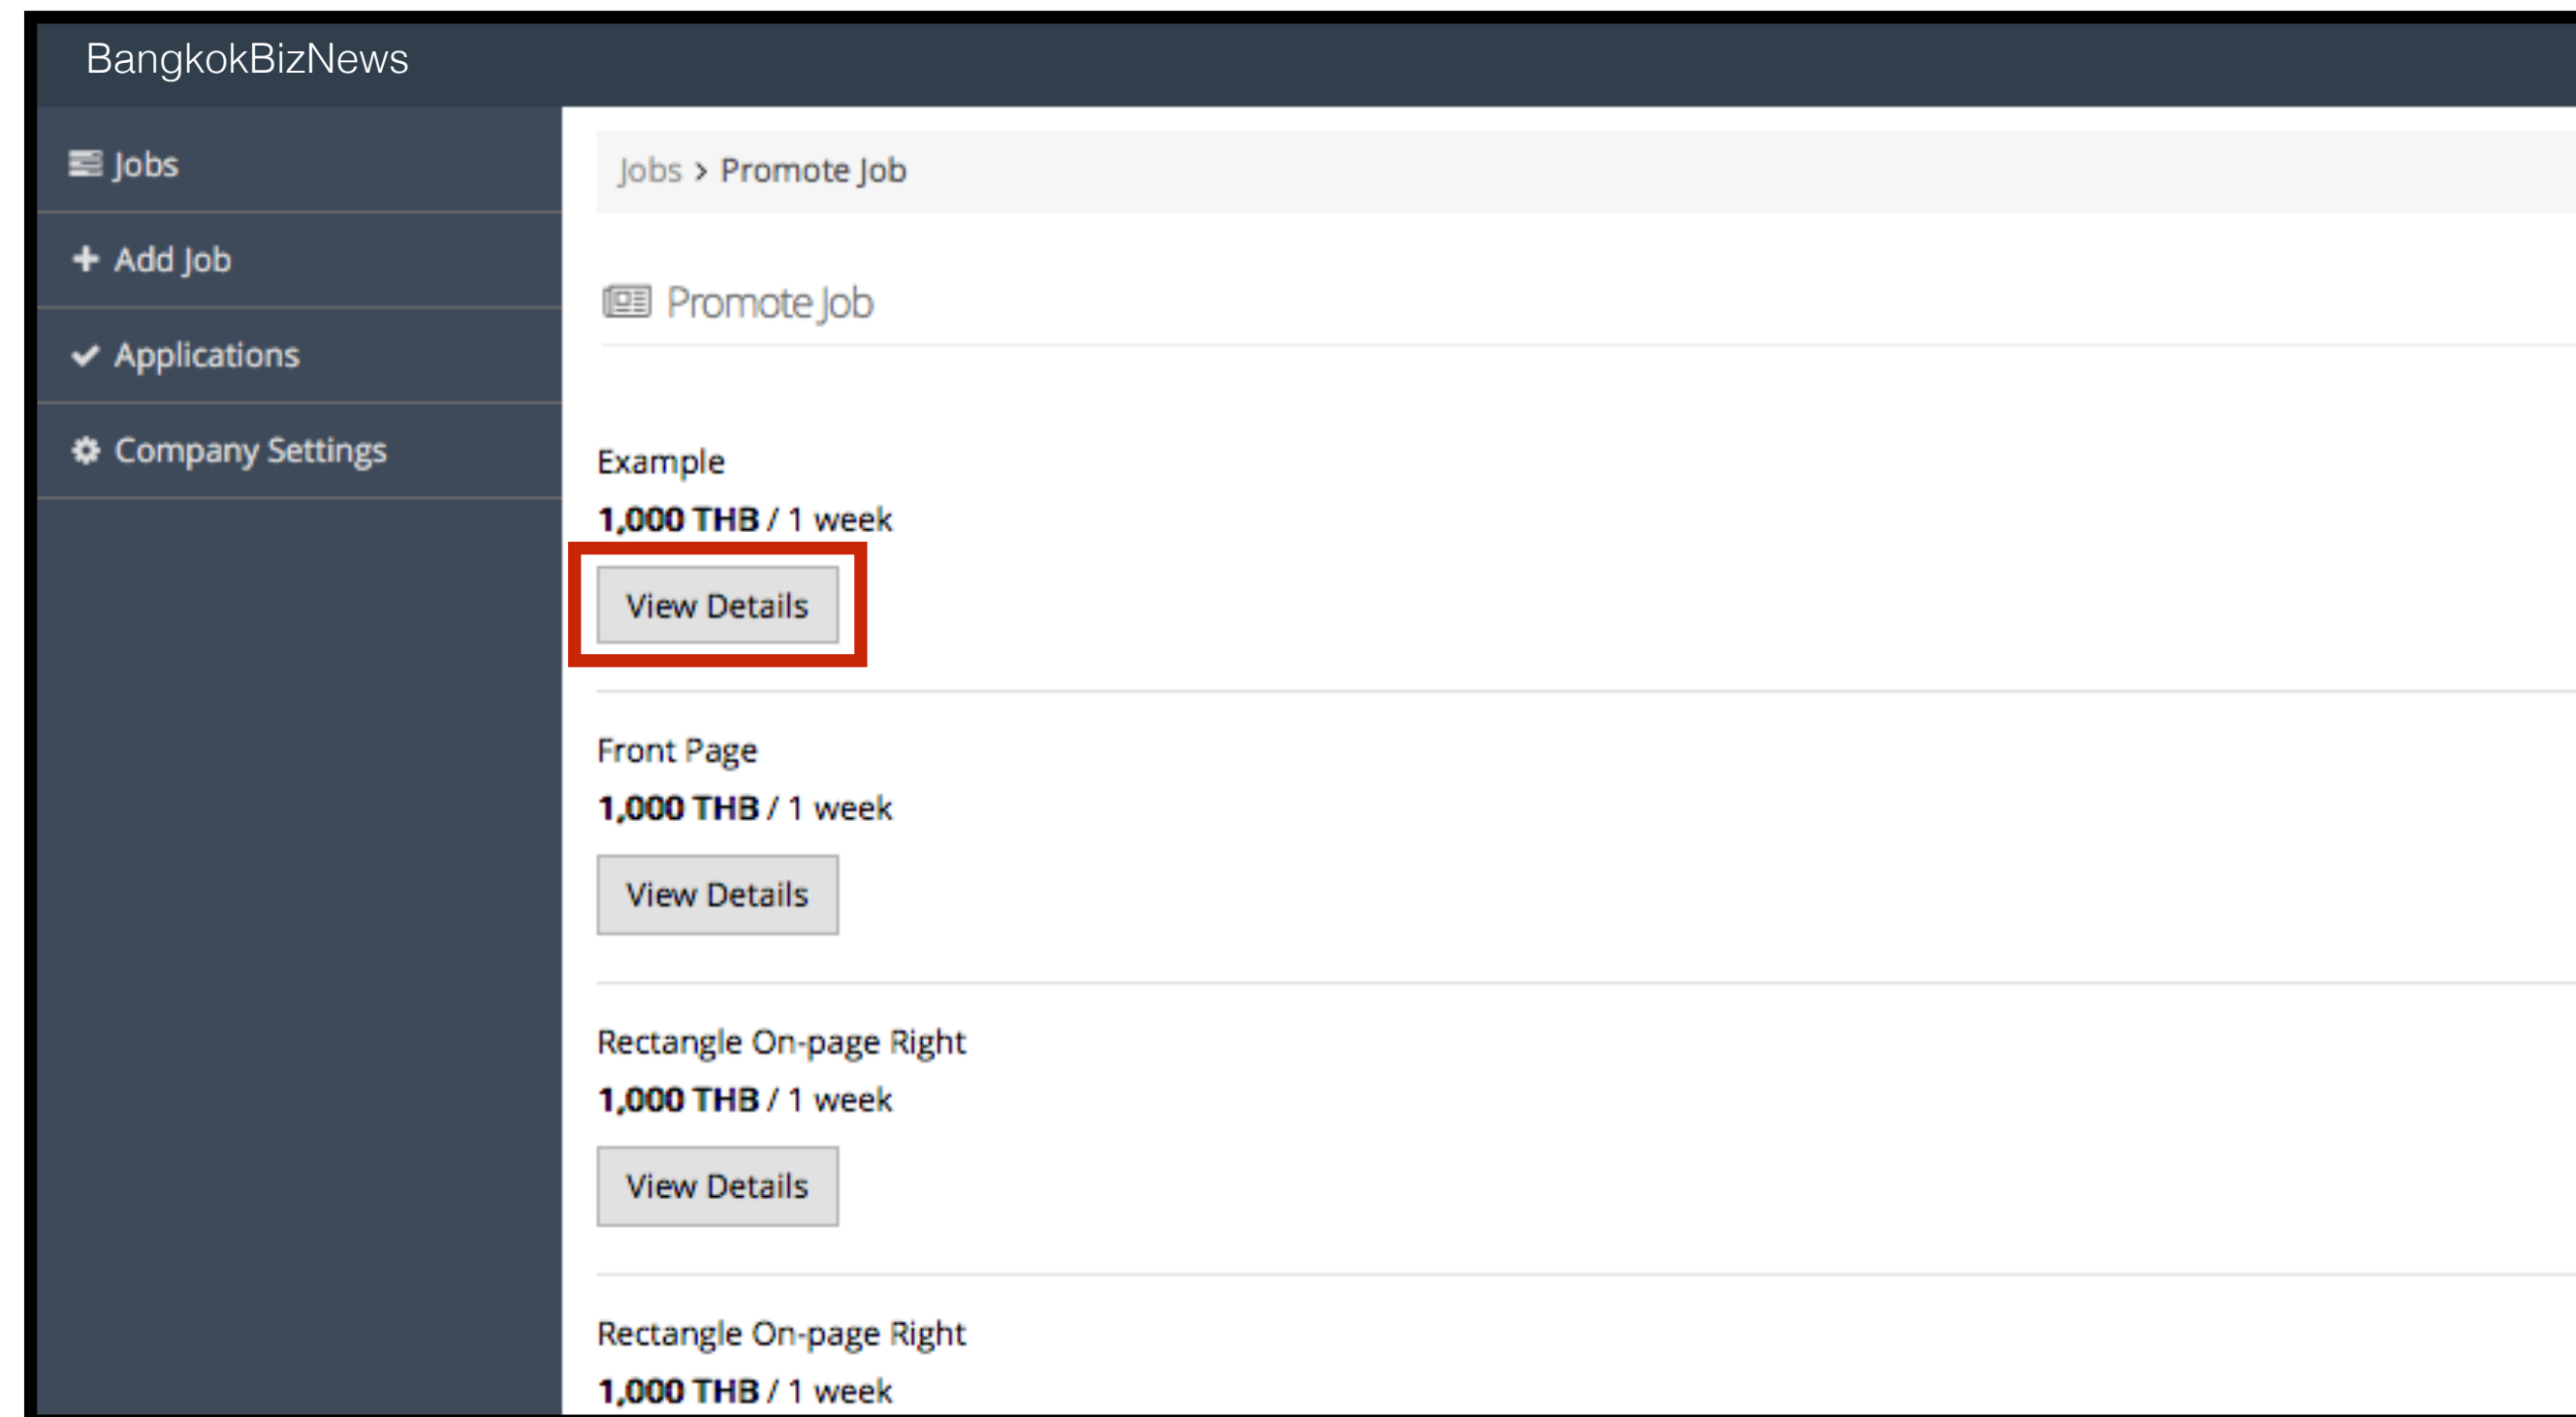 BangkokBizNews
Jobs
Add Job
Applications
Company Settings
Jobs > Promote Job
Promote Job
Example
1,000 THB / 1 week
View Details
Front Page
1,000 THB / 1 week
View Details
Rectangle On-page Right
1,000 THB / 1 week
View Details
Rectangle On-page Right
1,000 THB / 1 week